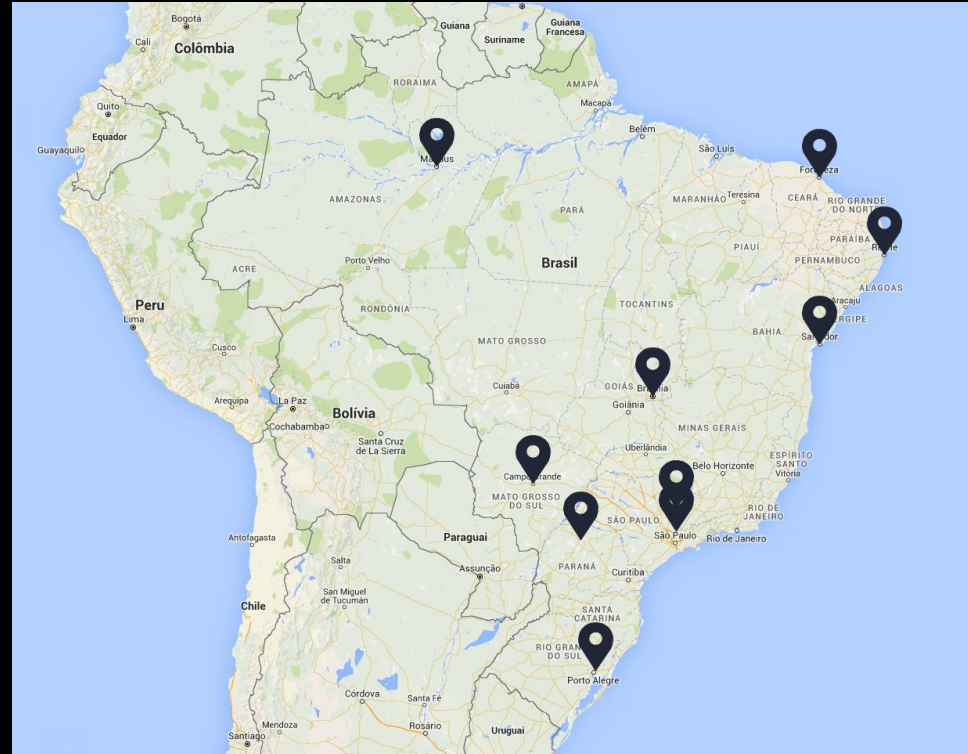 Bogotá
Cali
Colômbia
Guiana
Suriname
Guiana
Francesa
RORAIMA
AMAPÁ
Macapá
Quito
Equador
Guayaquil
Belém
São Luís
AMAZONAS
PARÁ
MARANHÃO
Teresina
CEARÁ
RIO GRANDE
DO NORTE
PIAUÍ
PARAÍBA
PERNAMBUCO
ACRE
Porto Velho
Brasil
ALAGOAS
Aracaju
Peru
Lima
RONDÔNIA
TOCANTINS
BAHIA
MATO GROSSO
Cusco
Cuiabá
GOIÁS
Goiânia
Arequipa
La Paz
Bolívia
Cochabamba
Santa Cruz
de La Sierra
MINAS GERAIS
Uberlândia
Belo Horizonte
ESPÍRITO
SANTO
Vitória
MATO GROSSO
DO SUL
SÃO PAULO
RIO DE
JANEIRO
São Paulo
Rio de Janeiro
Antofagasta
Paraguai
Assunção
PARANÁ
Curitiba
Salta
San Miguel
de Tucumán
Chile
SANTA
CATARINA
DO SUL
Porto Alegre
Córdova
Santa Fé
Rosário
Mendoza
Santiago
Uruguai